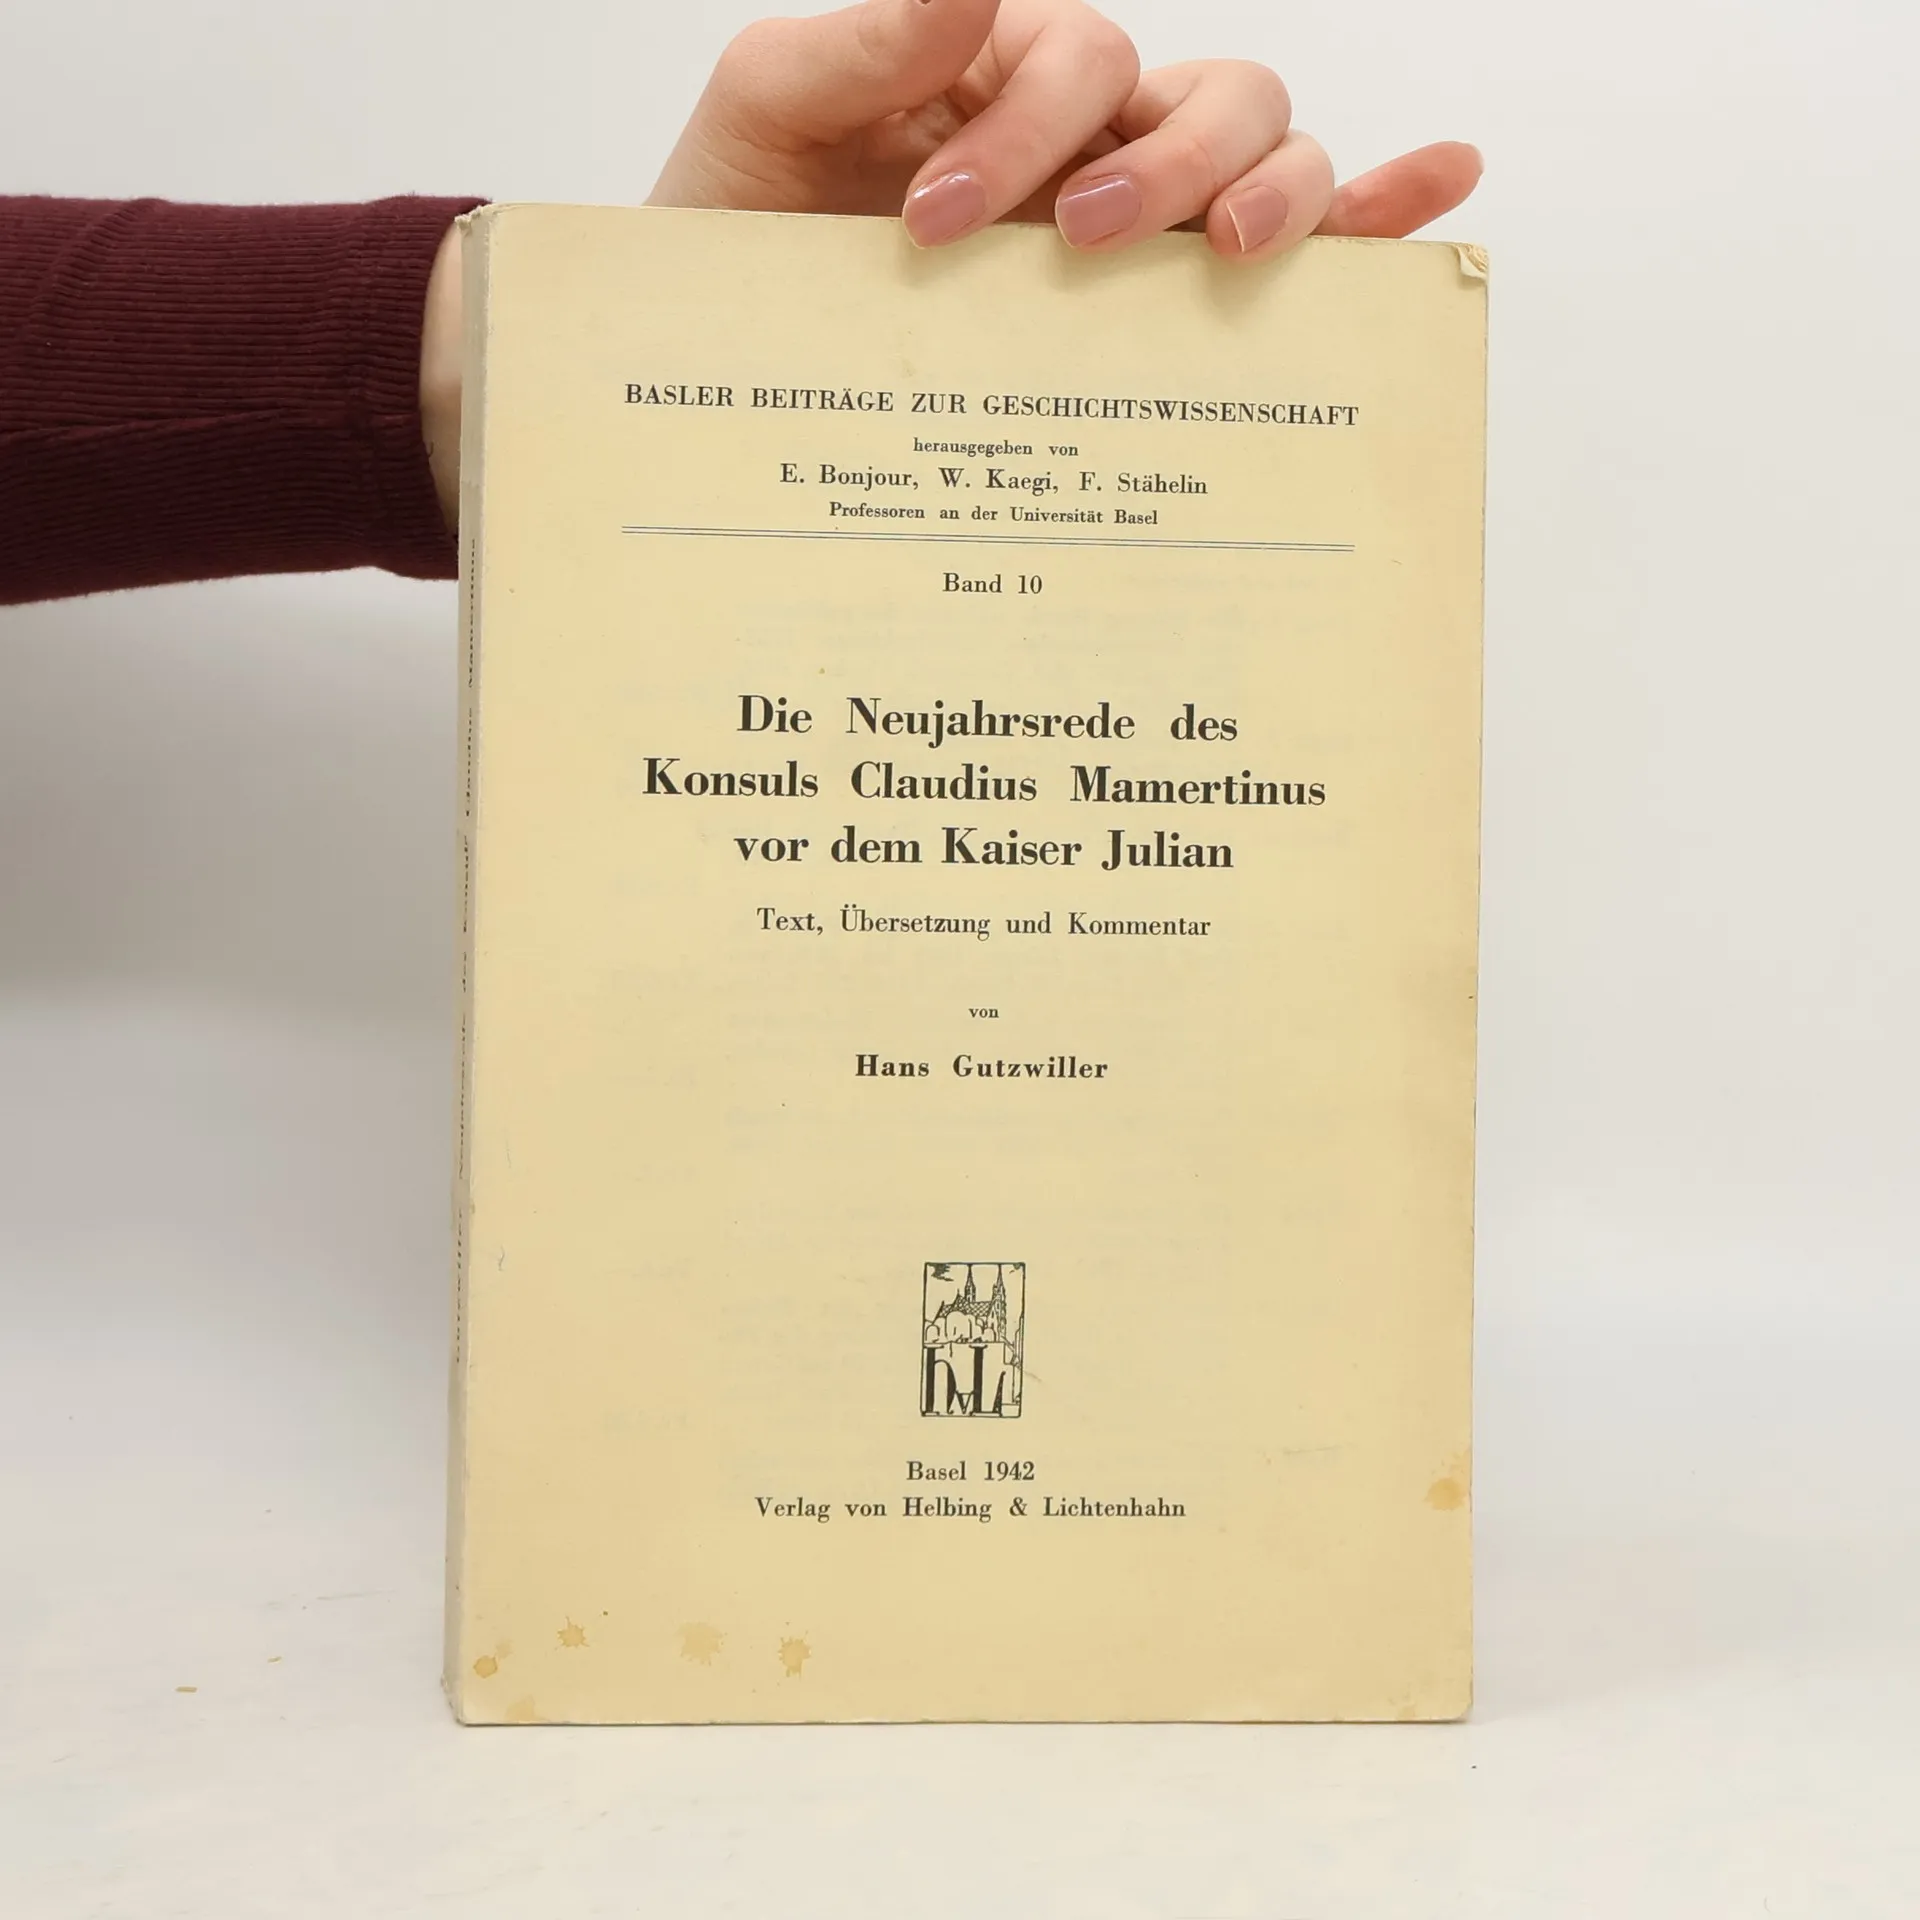 BASLER BEITRÄGE ZUR GESCHICHTSWISSENSCHAFT
herausgegeben von
E. Bonjour, W. Kaegi, F. Stähelin
Professoren an der Universität Basel
Band 10
Die Neujahrsrede des
Konsuls Claudius Mamertinus
vor dem Kaiser Julian
Text, Übersetzung und Kommentar
von
Hans Gutzwiller
Basel 1942
Verlag von Helbing & Lichtenhahn